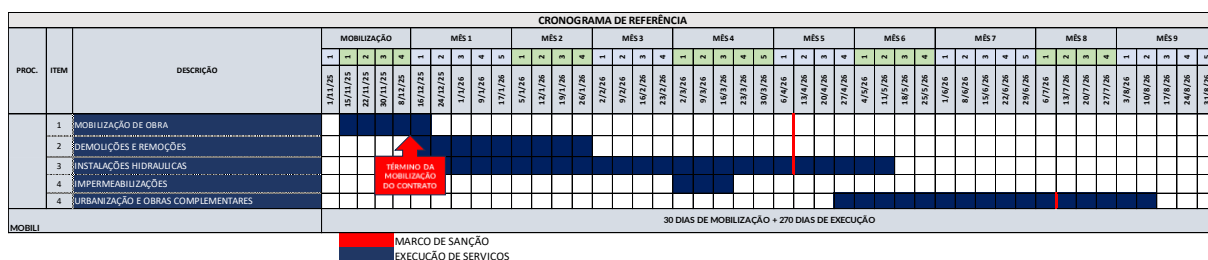 CRONOGRAMA DE REFERÊNCIA
PROC. ITEM DESCRIÇÃO MOBILIZAÇÃO MÊS 1 MÊS 2 MÊS 3 MÊS 4 MÊS 5 MÊS 6 MÊS 7 MÊS 8 MÊS 9
1 1 2 3 4 1 2 3 4 5 1 2 3 4 1 2 3 4 1 2 3 4 5 1 2 3 4 1 2 3 4 1 2 3 4 5 1 2 3 4 1 2 3 4 5
1/11/25 15/11/25 22/11/25 30/11/25 8/12/25 16/12/25 24/12/25 1/1/26 9/1/26 17/1/26 5/1/26 12/1/26 19/1/26 26/1/26 2/2/26 9/2/26 16/2/26 23/2/26 2/3/26 9/3/26 16/3/26 23/3/26 30/3/26 6/4/26 13/4/26 20/4/26 27/4/26 4/5/26 11/5/26 18/5/26 25/5/26 1/6/26 8/6/26 15/6/26 22/6/26 29/6/26 6/7/26 13/7/26 20/7/26 27/7/26 3/8/26 10/8/26 17/8/26 24/8/26 31/8/26
1 MOBILIZAÇÃO DE OBRA
2 DEMOLIÇÕES E REMOÇÕES
3 INSTALAÇÕES HIDRAULICAS
TÉRMINO DA
MOBILIZAÇÃO
DO CONTRATO
4 IMPERMEABILIZAÇÕES
4 URBANIZAÇÃO E OBRAS COMPLEMENTARES
MOBILI 30 DIAS DE MOBILIZAÇÃO + 270 DIAS DE EXECUÇÃO
MARCO DE SANÇÃO
EXECUÇÃO DE SERVIÇOS